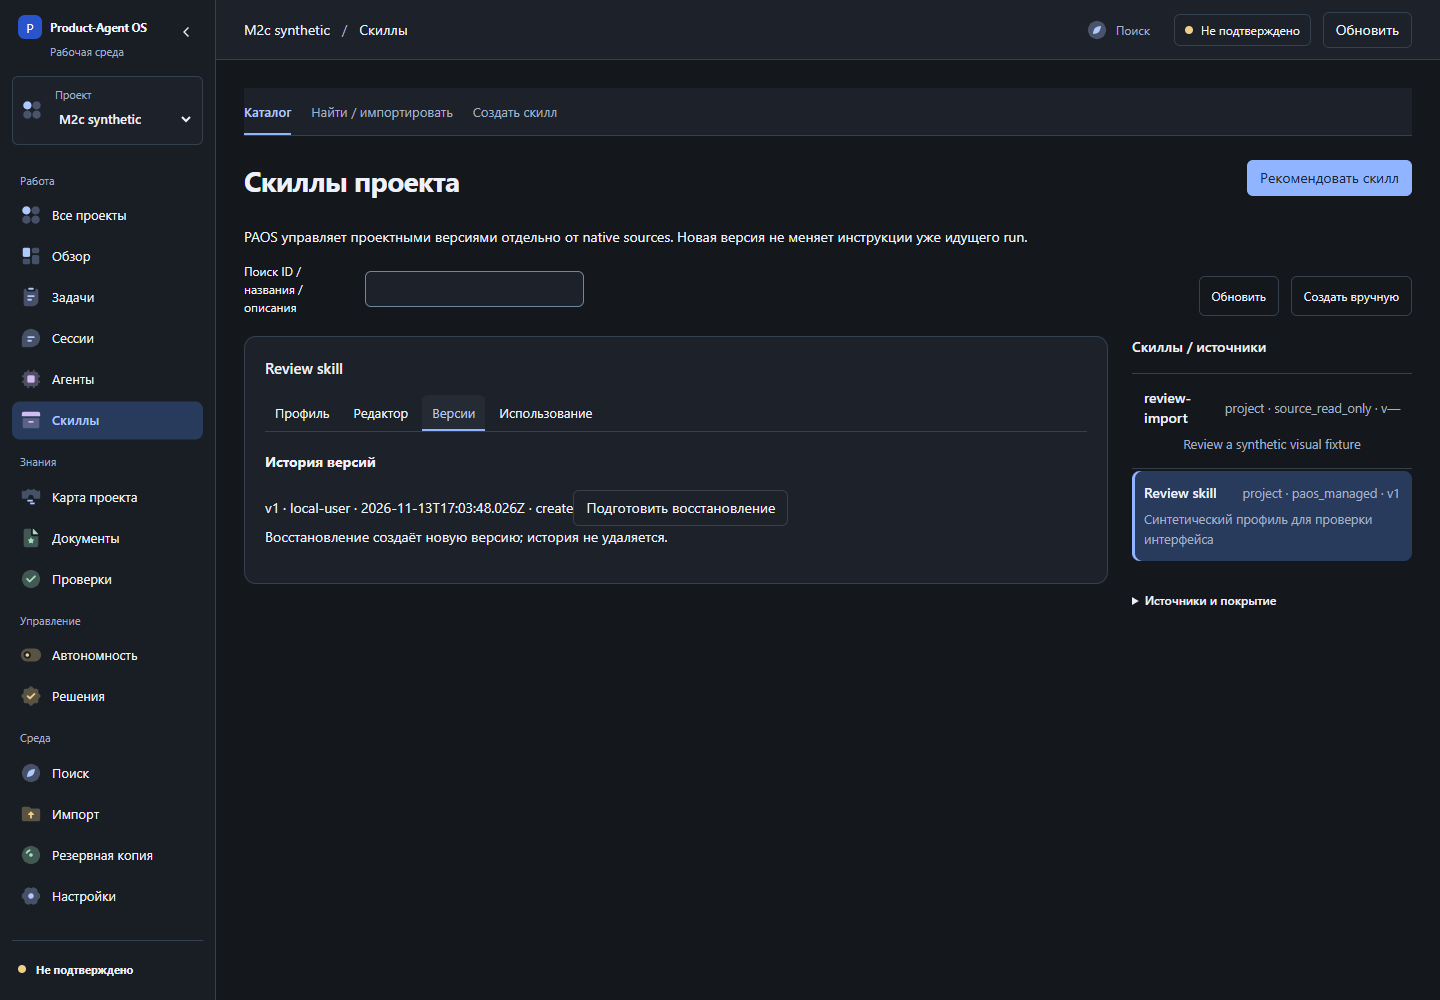 P
Product-Agent OS
Рабочая среда
Проект
M2c synthetic
Работа
Все проекты
Обзор
Задачи
Сессии
Агенты
Скиллы
Знания
Карта проекта
Документы
Проверки
Управление
Автономность
Решения
Среда
Поиск
Импорт
Резервная копия
Настройки
Не подтверждено
M2c synthetic / Скиллы
Поиск
Не подтверждено
Обновить
Каталог
Найти / импортировать
Создать скилл
Скиллы проекта
Рекомендовать скилл
PAOS управляет проектными версиями отдельно от native sources. Новая версия не меняет инструкции уже идущего run.
Поиск ID /
названия /
описания
Обновить
Создать вручную
Review skill
Профиль
Редактор
Версии
Использование
История версий
v1 · local-user · 2026-11-13T17:03:48.026Z · create
Подготовить восстановление
Восстановление создаёт новую версию; история не удаляется.
Скиллы / источники
review-
import
project · source_read_only · v—
Review a synthetic visual fixture
Review skill
project · paos_managed · v1
Синтетический профиль для проверки
интерфейса
Источники и покрытие